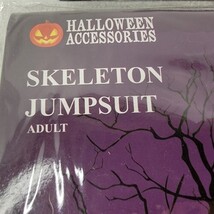 HALLOWEEN
ACCESSORIES
SKELETON
JUMPSUIT
ADULT